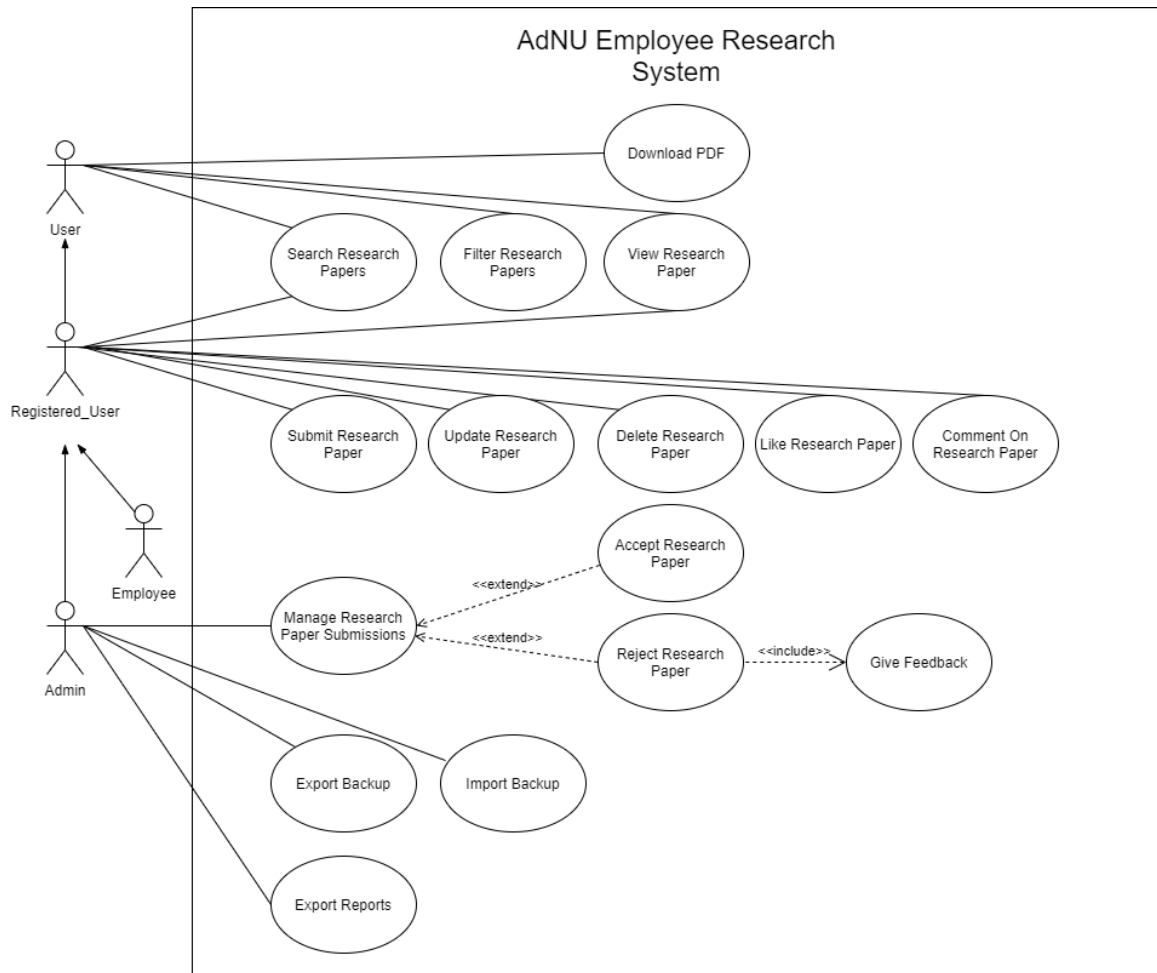 AdNU Employee Research
System
Download PDF
User
Search Research
Papers
Filter Research
Papers
View Research
Paper
Registered_User
Submit Research
Paper
Update Research
Paper
Delete Research
Paper
Like Research Paper
Comment On
Research Paper
Employee
Accept Research
Paper
<<extend>>
Admin
Manage Research
Paper Submissions
<<extend>>
Reject Research
Paper
<<include>>
Give Feedback
Export Backup
Import Backup
Export Reports